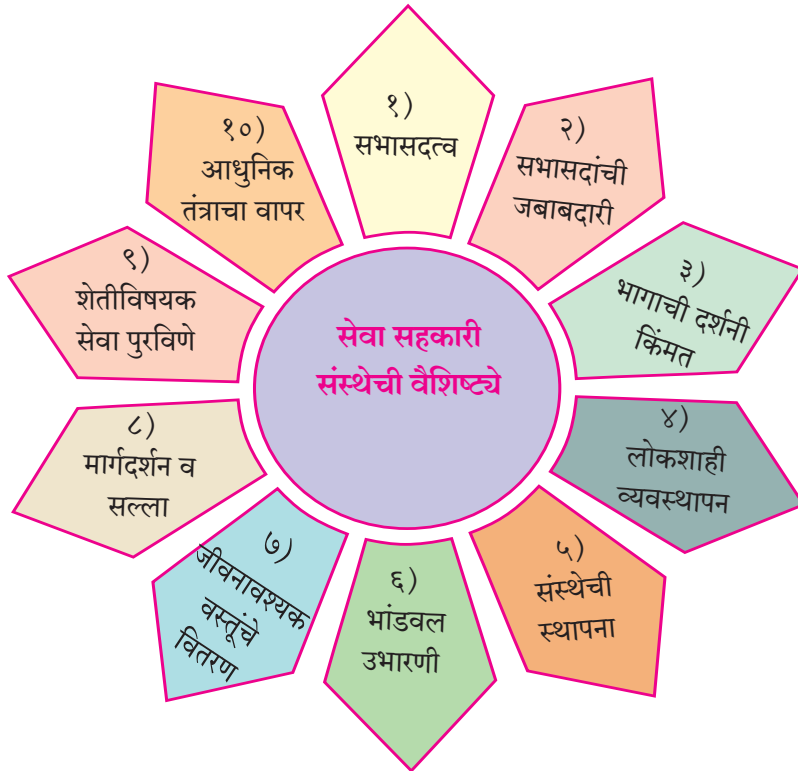 सेवा सहकारी
संस्थेची वैशिष्ट्ये
१)
सभासदत्व
२)
सभासदांची
जबाबदारी
३)
भागाची दर्शनी
किंमत
४)
लोकशाही
व्यवस्थापन
५)
संस्थेची
स्थापना
६)
भांडवल
उभारणी
७)
जीवनावश्यक
वस्तूंचे
वितरण
८)
मार्गदर्शन व
सल्ला
९)
शेतीविषयक
सेवा पुरविणे
१०)
आधुनिक
तंत्राचा वापर